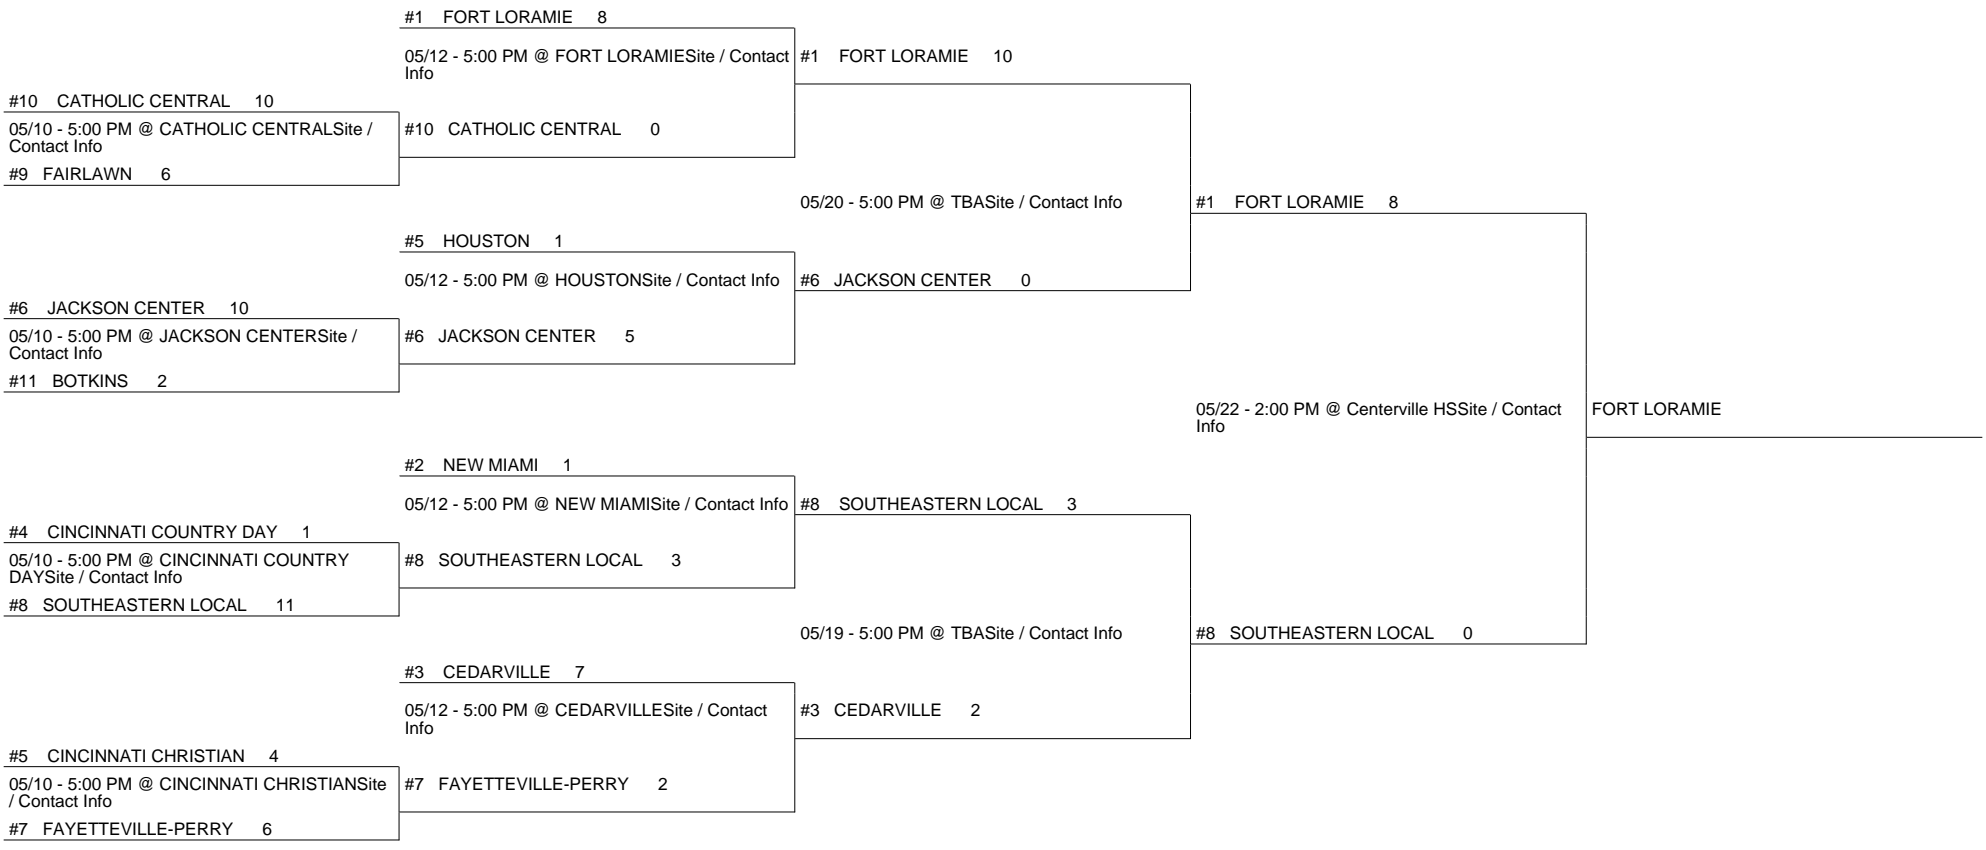 #1 FORT LORAMIE 8
05/12 - 5:00 PM @ FORT LORAMIESite / Contact
Info
#10 CATHOLIC CENTRAL 10
05/10 - 5:00 PM @ CATHOLIC CENTRALSite /
Contact Info
#9 FAIRLAWN 6
#10 CATHOLIC CENTRAL 0
#1 FORT LORAMIE 10
05/20 - 5:00 PM @ TBASite / Contact Info
#1 FORT LORAMIE 8
#5 HOUSTON 1
05/12 - 5:00 PM @ HOUSTONSite / Contact Info
#6 JACKSON CENTER 0
#6 JACKSON CENTER 10
05/10 - 5:00 PM @ JACKSON CENTERSite /
Contact Info
#11 BOTKINS 2
#6 JACKSON CENTER 5
05/22 - 2:00 PM @ Centerville HSSite / Contact
Info
FORT LORAMIE
#2 NEW MIAMI 1
05/12 - 5:00 PM @ NEW MIAMISite / Contact Info
#8 SOUTHEASTERN LOCAL 3
#4 CINCINNATI COUNTRY DAY 1
05/10 - 5:00 PM @ CINCINNATI COUNTRY
DAYSite / Contact Info
#8 SOUTHEASTERN LOCAL 11
#8 SOUTHEASTERN LOCAL 3
05/19 - 5:00 PM @ TBASite / Contact Info
#8 SOUTHEASTERN LOCAL 0
#3 CEDARVILLE 7
05/12 - 5:00 PM @ CEDARVILLESite / Contact
Info
#3 CEDARVILLE 2
#5 CINCINNATI CHRISTIAN 4
05/10 - 5:00 PM @ CINCINNATI CHRISTIANSite
/ Contact Info
#7 FAYETTEVILLE-PERRY 6
#7 FAYETTEVILLE-PERRY 2